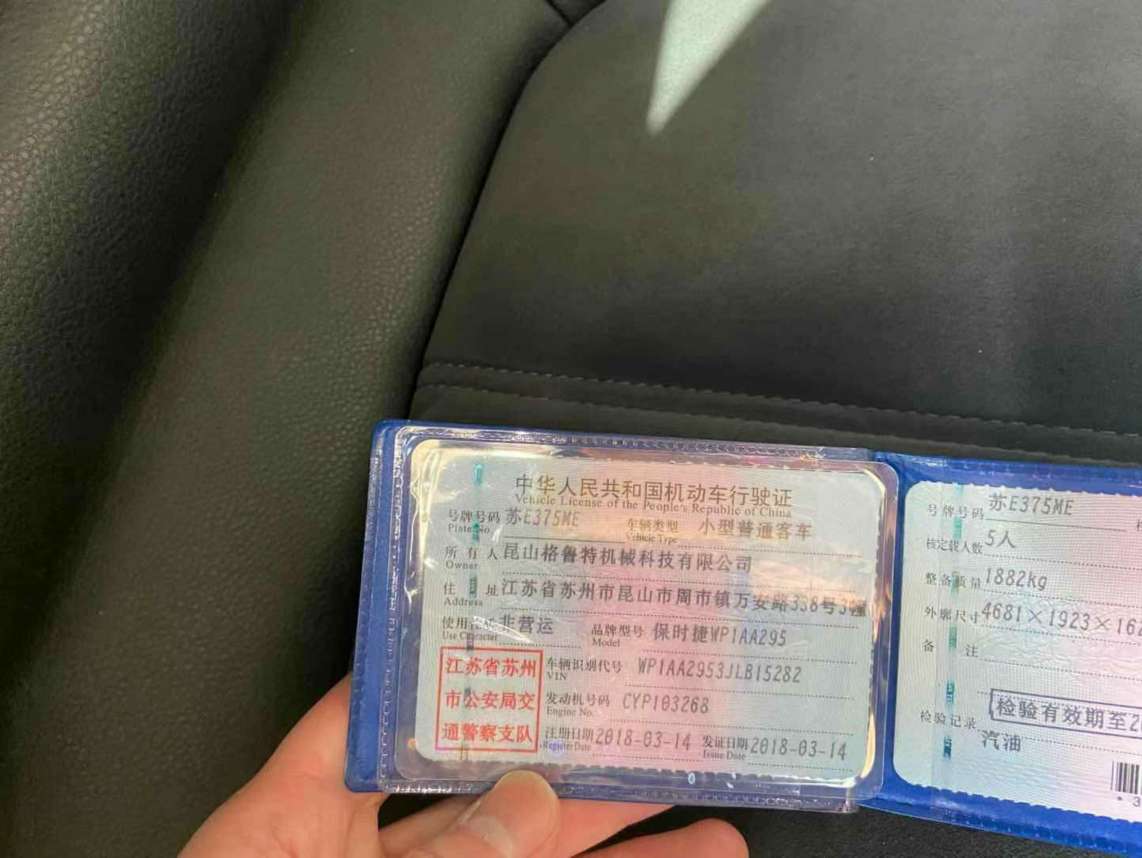 中华人民共和国机动车行驶证
Vehicle License of the People's Republic of China
号牌号码 苏E375ME 车辆类型 小型普通客车
Plate No. Vehicle Type
所有人 昆山格鲁特机械科技有限公司
Owner
住址 江苏省苏州市昆山市周市镇万安路338号3幢
Address
使用性质 非营运 品牌型号 保时捷WP1AA295
Use Character Model
江苏省苏州
市公安局交
通警察支队
车辆识别代号 WP1AA2953JLB15282
VIN
发动机号码 CYP103268
Engine No.
注册日期 2018-03-14 发证日期 2018-03-14
Register Date Issue Date
号牌号码 苏E375ME
核定载人数 5人
整备质量 1882kg
外廓尺寸 4681×1923×16
备注
检验有效期至2
检验记录
汽油